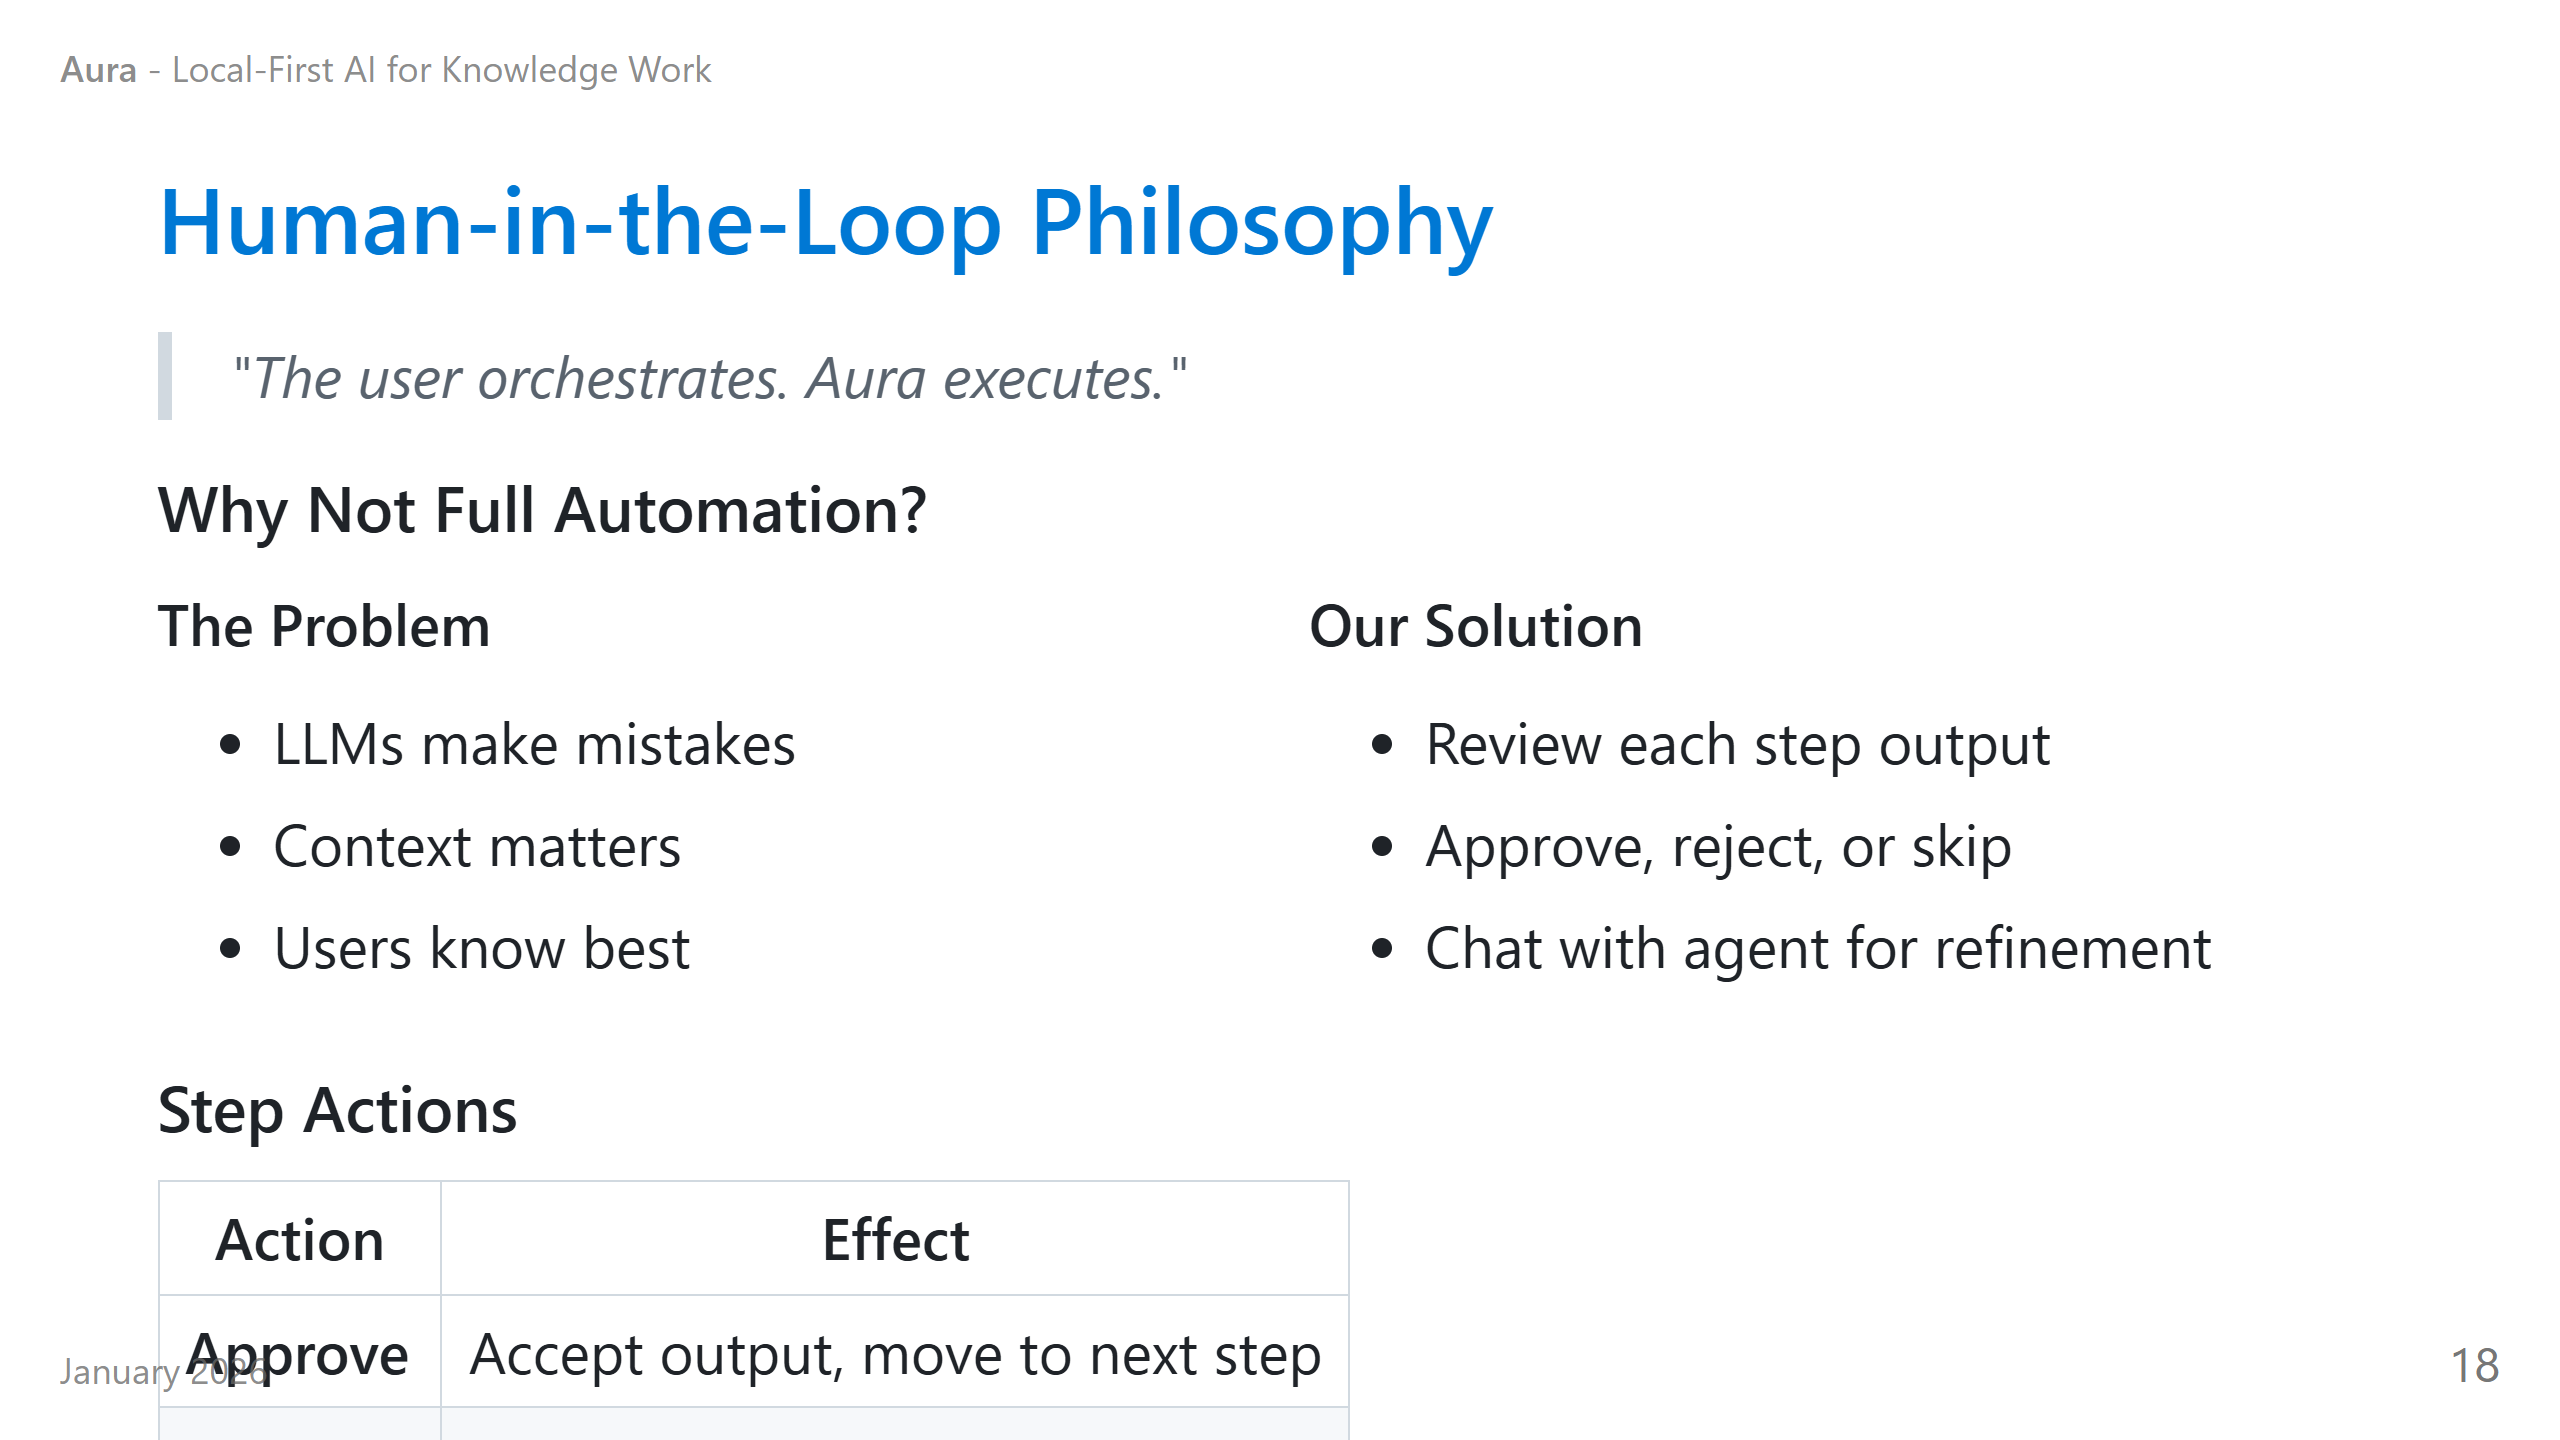 Aura - Local-First AI for Knowledge Work
Human-in-the-Loop Philosophy
"The user orchestrates. Aura executes."
Why Not Full Automation?
The Problem
• LLMs make mistakes
• Context matters
• Users know best
Our Solution
• Review each step output
• Approve, reject, or skip
• Chat with agent for refinement
Step Actions
Action Effect
Approve Accept output, move to next step
January 2026
18